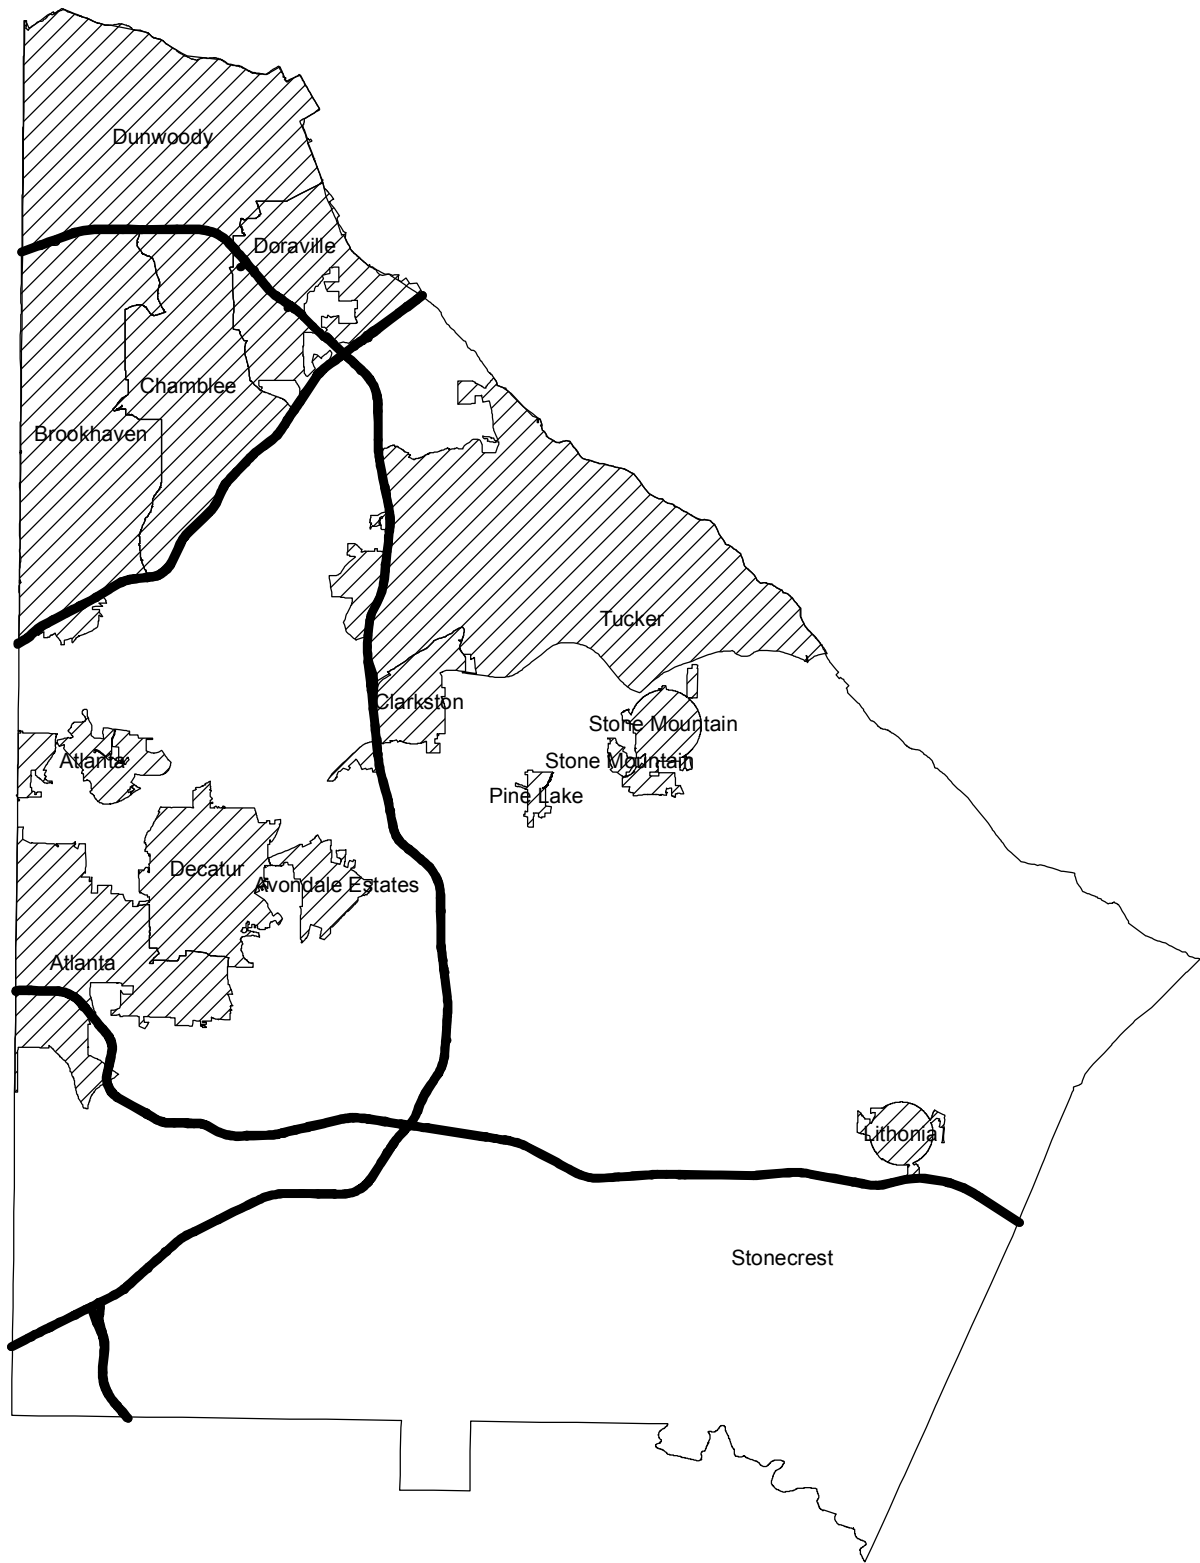 Dunwoody
Doraville
Chamblee
Brookhaven
Tucker
Clarkston
Stone Mountain
Atlanta
Stone Mountain
Pine Lake
Decatur
Avondale Estates
Atlanta
Lithonia
Stonecrest